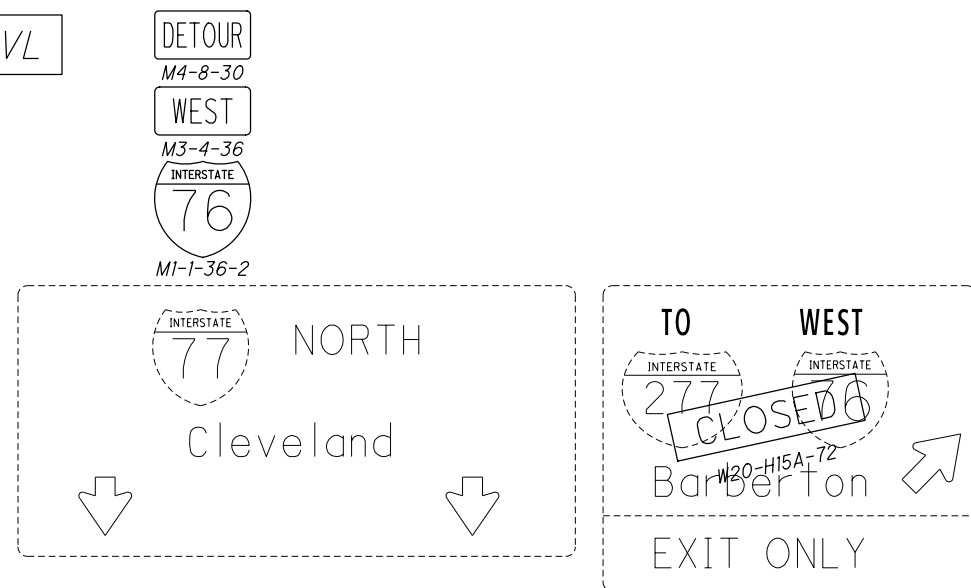 VL
DETOUR
M4-8-30
WEST
M3-4-36
INTERSTATE
76
M1-1-36-2
INTERSTATE
77
NORTH
Cleveland
TO WEST
INTERSTATE INTERSTATE
277 76
CLOSED
W20-H15A-72
Barberton
EXIT ONLY